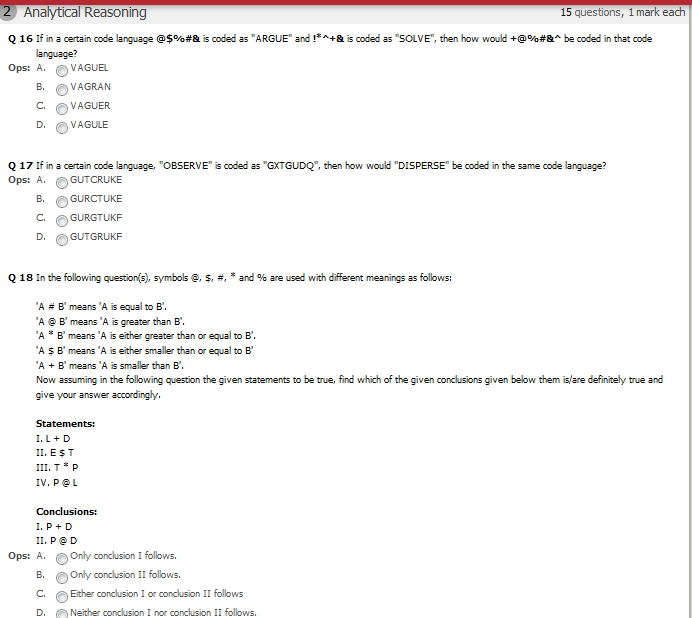 2 Analytical Reasoning 15 questions, 1 mark each
Q 16 If in a certain code language @$%#& is coded as "ARGUE" and !*^+& is coded as "SOLVE", then how would +@%#&^ be coded in that code
language?
Ops: A. VAGUEL
B. VAGRAN
C. VAGUER
D. VAGULE
Q 17 If in a certain code language, "OBSERVE" is coded as "GXTGUDQ", then how would "DISPERSE" be coded in the same code language?
Ops: A. GUTCRUKE
B. GURCTUKE
C. GURGTUKF
D. GUTGRUKF
Q 18 In the following question(s), symbols @, $, #, * and % are used with different meanings as follows:
'A # B' means 'A is equal to B'.
'A @ B' means 'A is greater than B'.
'A * B' means 'A is either greater than or equal to B'.
'A $ B' means 'A is either smaller than or equal to B'
'A + B' means 'A is smaller than B'.
Now assuming in the following question the given statements to be true, find which of the given conclusions given below them is/are definitely true and
give your answer accordingly.
Statements:
I. L + D
II. E $ T
III. T * P
IV. P @ L
Conclusions:
I. P + D
II. P @ D
Ops: A. Only conclusion I follows.
B. Only conclusion II follows.
C. Either conclusion I or conclusion II follows
D. Neither conclusion I nor conclusion II follows.